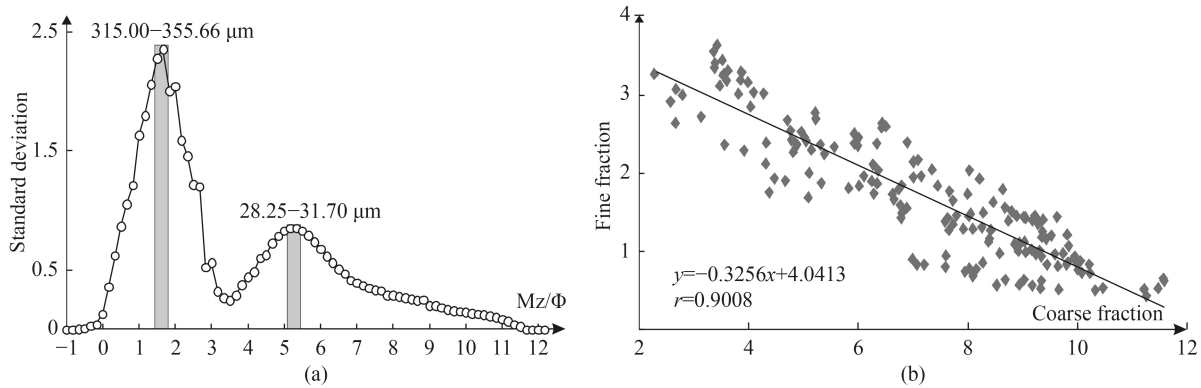 315.00−355.66 μm
28.25−31.70 μm
Standard deviation
2.5
1.5
0.5
0
Mz/Φ
−1 0 1 2 3 4 5 6 7 8 9 10 11 12
(a)
Fine fraction
4
3
2
1
y=−0.3256x+4.0413
r=0.9008
Coarse fraction
2 4 6 8 10 12
(b)